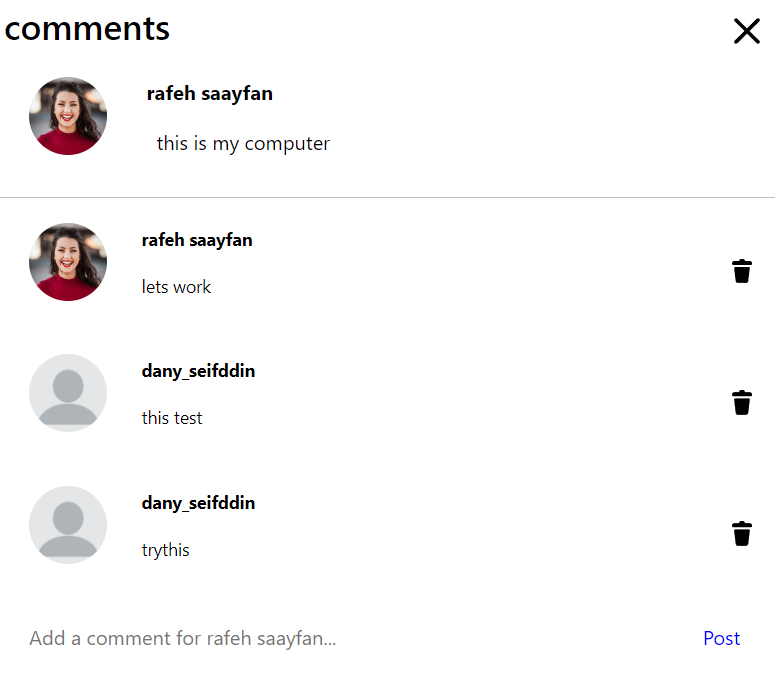 comments
rafeh saayfan
this is my computer
rafeh saayfan
lets work
dany_seifddin
this test
dany_seifddin
trythis
Add a comment for rafeh saayfan...
Post